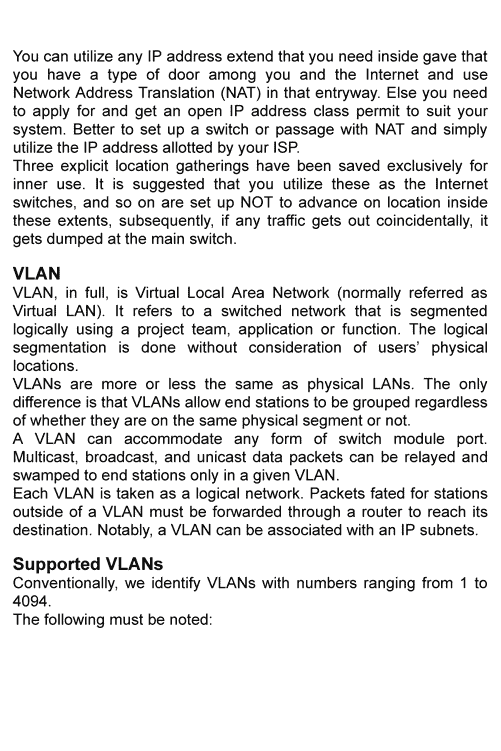 You can utilize any IP address extend that you need inside gave that
you have a type of door among you and the Internet and use
Network Address Translation (NAT) in that entryway. Else you need
to apply for and get an open IP address class permit to suit your
system. Better to set up a switch or passage with NAT and simply
utilize the IP address allotted by your ISP.
Three explicit location gatherings have been saved exclusively for
inner use. It is suggested that you utilize these as the Internet
switches, and so on are set up NOT to advance on location inside
these extents, subsequently, if any traffic gets out coincidentally, it
gets dumped at the main switch.
VLAN
VLAN, in full, is Virtual Local Area Network (normally referred as
Virtual LAN). It refers to a switched network that is segmented
logically using a project team, application or function. The logical
segmentation is done without consideration of users’ physical
locations.
VLANs are more or less the same as physical LANs. The only
difference is that VLANs allow end stations to be grouped regardless
of whether they are on the same physical segment or not.
A VLAN can accommodate any form of switch module port.
Multicast, broadcast, and unicast data packets can be relayed and
swamped to end stations only in a given VLAN.
Each VLAN is taken as a logical network. Packets fated for stations
outside of a VLAN must be forwarded through a router to reach its
destination. Notably, a VLAN can be associated with an IP subnets.
Supported VLANs
Conventionally, we identify VLANs with numbers ranging from 1 to
4094.
The following must be noted: